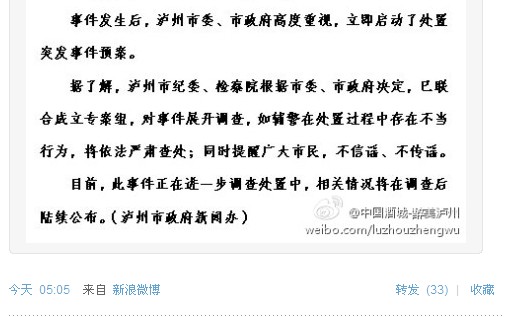 事件发生后，泸州市委、市政府高度重视，立即启动了处置
突发事件预案。
据了解，泸州市纪委、检察院根据市委、市政府决定，已联
合成立专案组，对事件展开调查，如辅警在处置过程中存在不当
行为，将依法严肃查处；同时提醒广大市民，不信谣、不传谣。
目前，此事件正在进一步调查处置中，相关情况将在调查后
陆续公布。（泸州市政府新闻办）
@中国酒城-醉美泸州
weibo.com/luzhouzhengwu
今天 05:05 来自 新浪微博 转发 (33) | 收藏